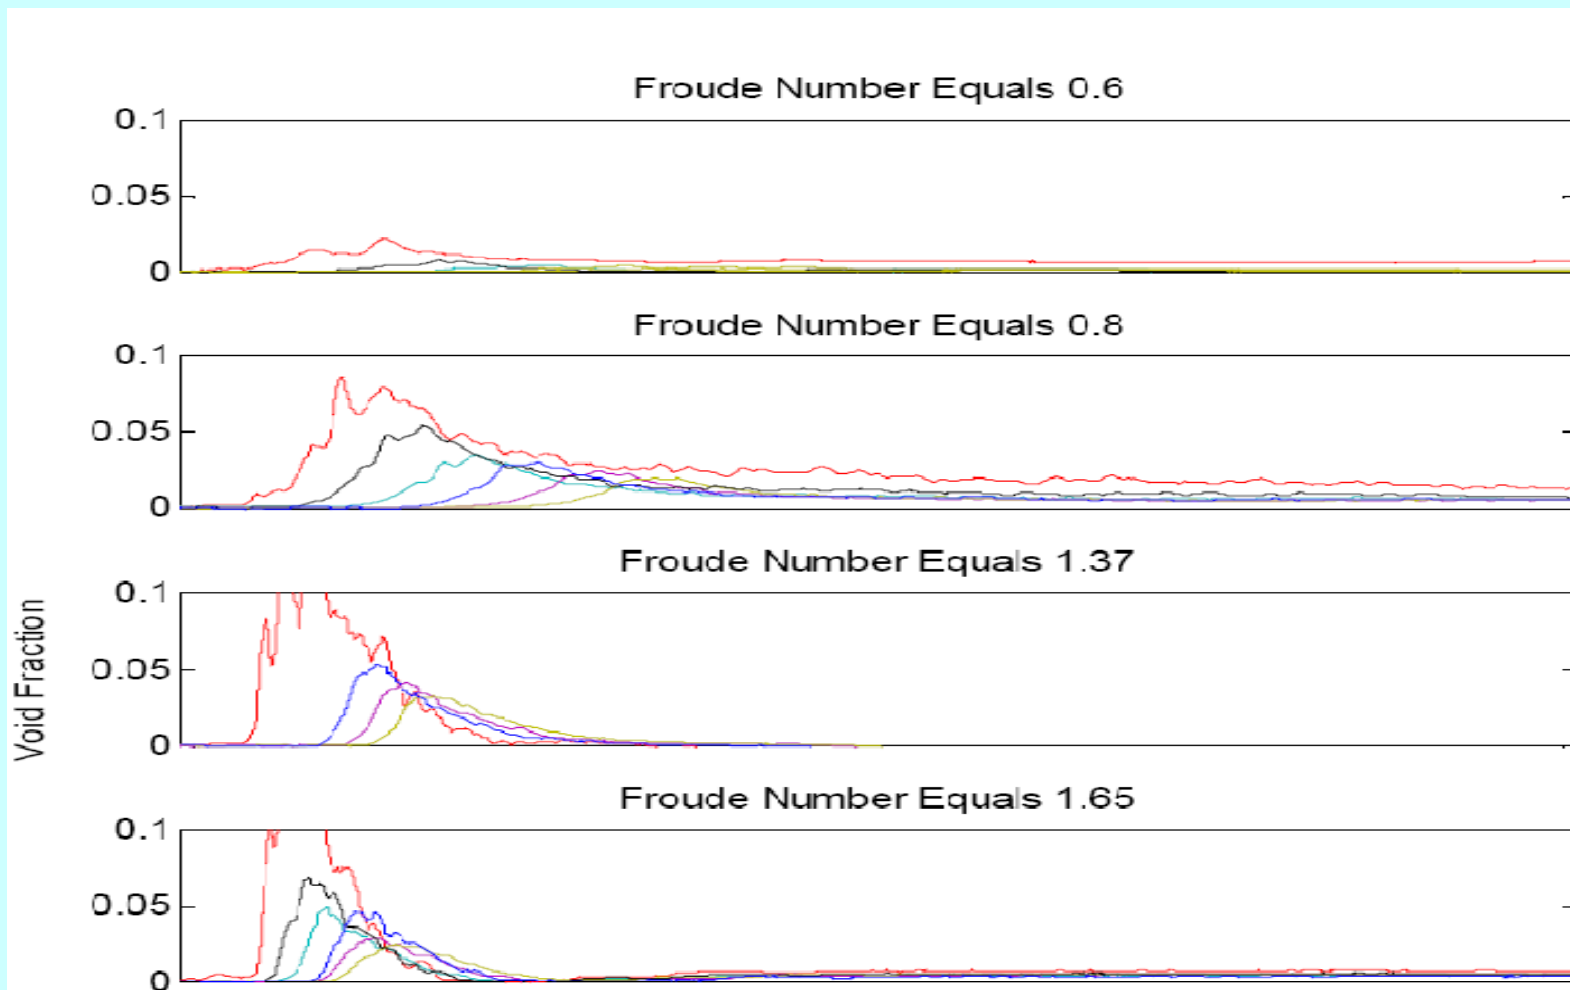 Froude Number Equals 0.6
0.1
0.05
0
Froude Number Equals 0.8
0.1
0.05
0
Froude Number Equals 1.37
0.1
0.05
0
Void Fraction
Froude Number Equals 1.65
0.1
0.05
0